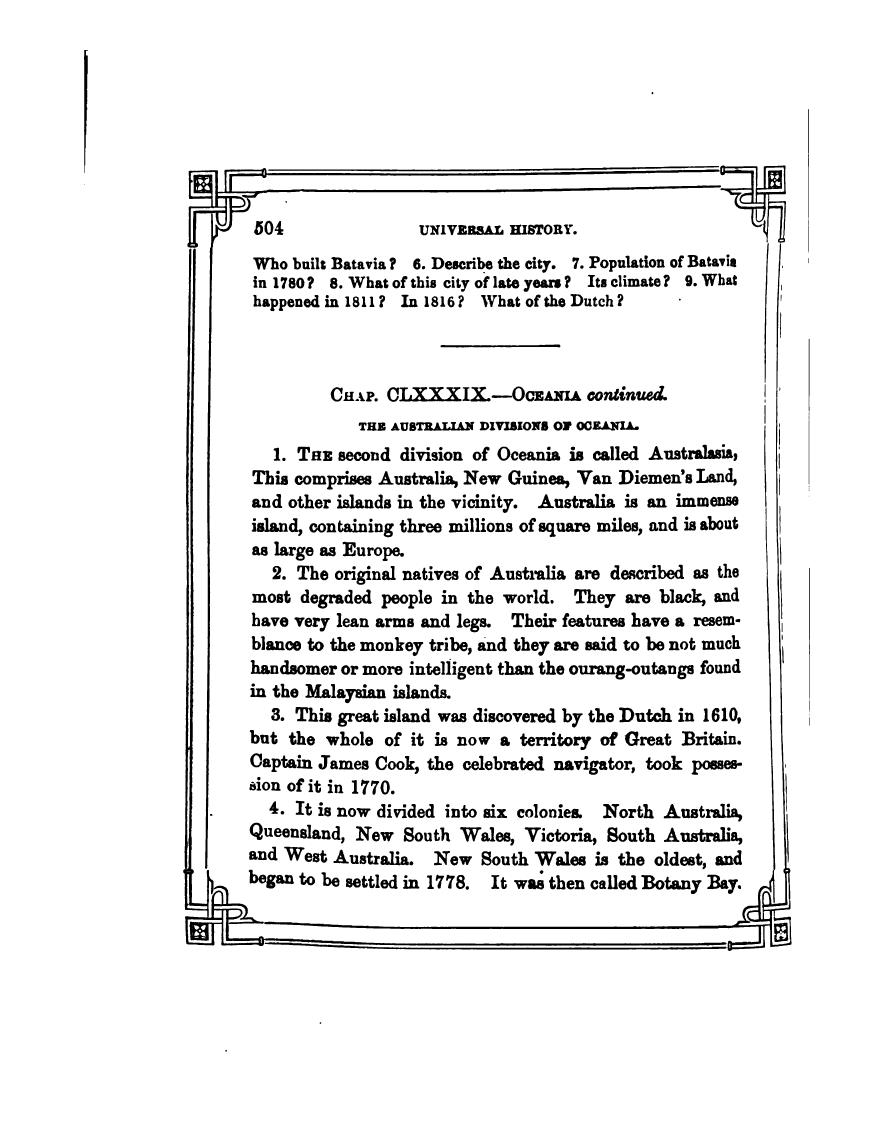 504 UNIVERSAL HISTORY.
Who built Batavia? 6. Describe the city. 7. Population of Batavia
in 1780? 8. What of this city of late years? Its climate? 9. What
happened in 1811? In 1816? What of the Dutch?
CHAP. CLXXXIX.—OCEANIA continued.
THE AUSTRALIAN DIVISIONS OF OCEANIA.
1. THE second division of Oceania is called Australasia,
This comprises Australia, New Guinea, Van Diemen's Land,
and other islands in the vicinity. Australia is an immense
island, containing three millions of square miles, and is about
as large as Europe.
2. The original natives of Australia are described as the
most degraded people in the world. They are black, and
have very lean arms and legs. Their features have a resem-
blance to the monkey tribe, and they are said to be not much
handsomer or more intelligent than the ourang-outangs found
in the Malaysian islands.
3. This great island was discovered by the Dutch in 1610,
but the whole of it is now a territory of Great Britain.
Captain James Cook, the celebrated navigator, took posses-
sion of it in 1770.
4. It is now divided into six colonies. North Australia,
Queensland, New South Wales, Victoria, South Australia,
and West Australia. New South Wales is the oldest, and
began to be settled in 1778. It was then called Botany Bay.